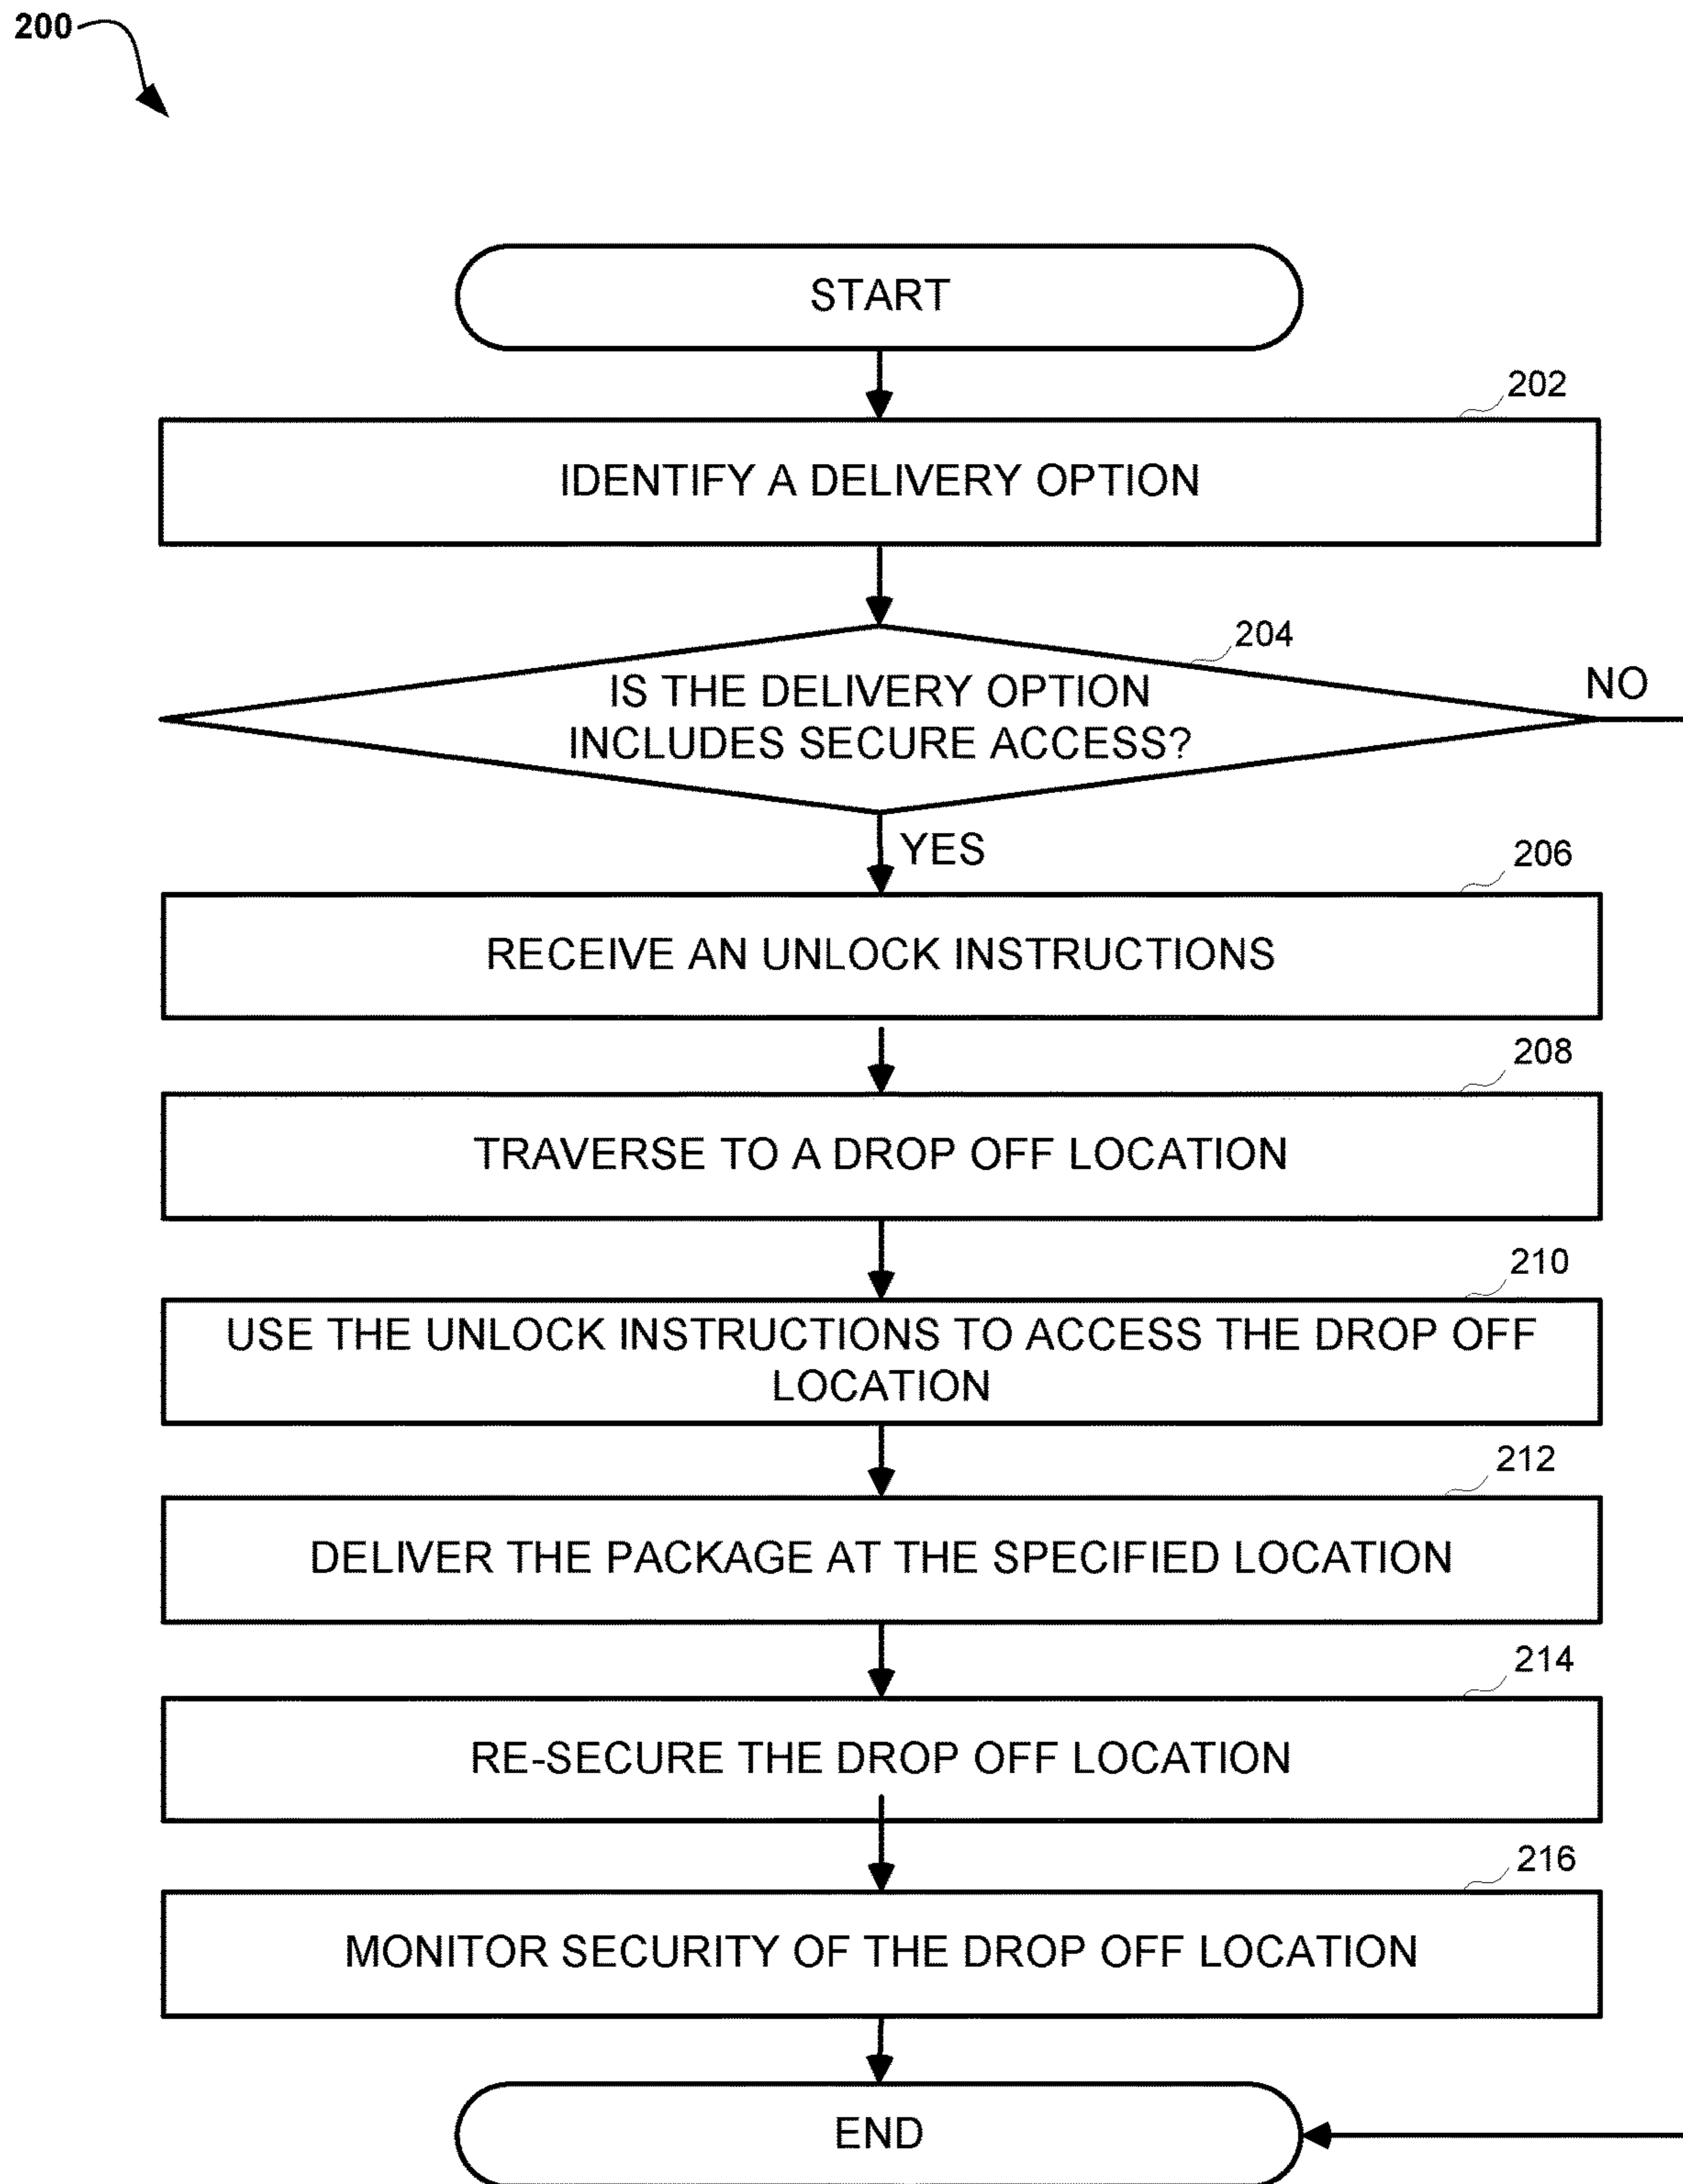 200
START
202
IDENTIFY A DELIVERY OPTION
204
IS THE DELIVERY OPTION
INCLUDES SECURE ACCESS?
NO
YES
206
RECEIVE AN UNLOCK INSTRUCTIONS
208
TRAVERSE TO A DROP OFF LOCATION
210
USE THE UNLOCK INSTRUCTIONS TO ACCESS THE DROP OFF
LOCATION
212
DELIVER THE PACKAGE AT THE SPECIFIED LOCATION
214
RE-SECURE THE DROP OFF LOCATION
216
MONITOR SECURITY OF THE DROP OFF LOCATION
END